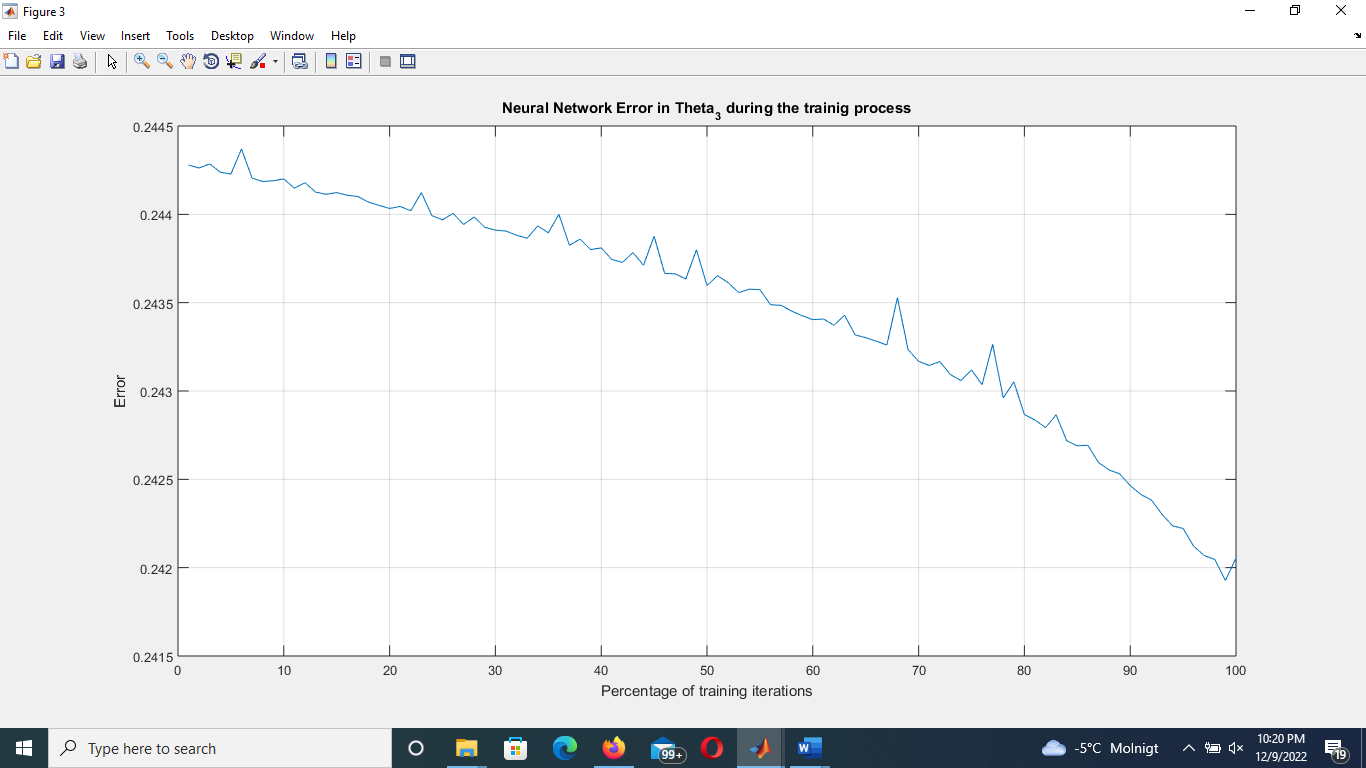 Figure 3
File Edit View Insert Tools Desktop Window Help
Neural Network Error in Theta3 during the trainig process
0.2445
0.244
0.2435
0.243
0.2425
0.242
0.2415
Error
0 10 20 30 40 50 60 70 80 90 100
Percentage of training iterations
Type here to search
99+
W
-5°C Molnigt
10:20 PM
12/9/2022
19